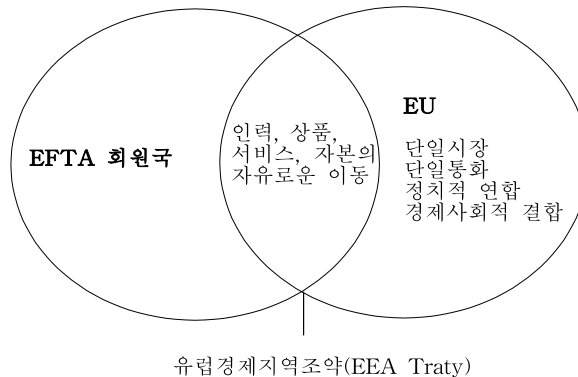 EFTA 회원국
인력, 상품,
서비스, 자본의
자유로운 이동
EU
단일시장
단일통화
정치적 연합
경제사회적 결합
유럽경제지역조약(EEA Traty)